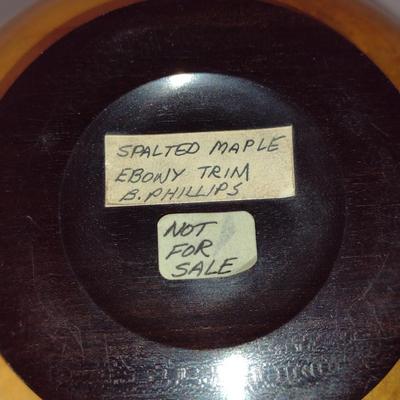 SPALTED MAPLE
EBONY TRIM
B. PHILLIPS
NOT
FOR
SALE